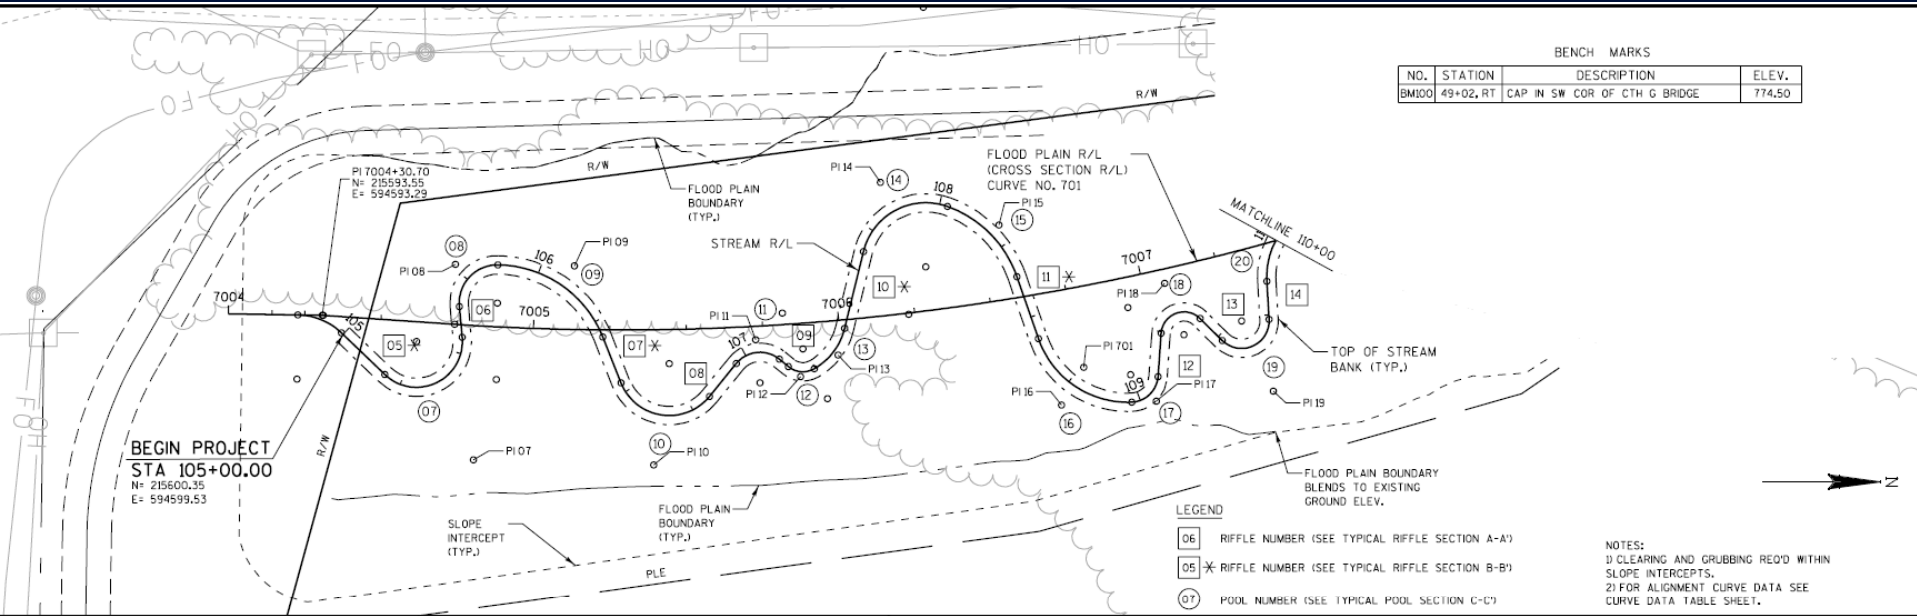 FO
FO
HO
HO
FO
HO
FO
HO
BENCH MARKS
NO. STATION DESCRIPTION ELEV.
BM100 49+02, RT CAP IN SW COR OF CTH G BRIDGE 774.50
R/W
R/W
PI 7004+30.70
N= 215593.55
E= 594593.29
FLOOD PLAIN
BOUNDARY
(TYP.)
PI 14
14
108
FLOOD PLAIN R/L
(CROSS SECTION R/L)
CURVE NO. 701
PI 15
15
MATCHLINE 110+00
STREAM R/L
08
PI 08
106
PI 09
09
7004
105
06
7005
05 *
07 *
PI 11
11
7006
10 *
11 *
7007
20
PI 18
18
13
14
107
09
13
PI 13
08
PI 12
12
PI 701
12
109
PI 17
17
PI 16
16
19
PI 19
TOP OF STREAM
BANK (TYP.)
07
10
PI 07
PI 10
BEGIN PROJECT
STA 105+00.00
N= 215600.35
E= 594599.53
R/W
SLOPE
INTERCEPT
(TYP.)
FLOOD PLAIN
BOUNDARY
(TYP.)
PLE
FLOOD PLAIN BOUNDARY
BLENDS TO EXISTING
GROUND ELEV.
N
LEGEND
06 RIFFLE NUMBER (SEE TYPICAL RIFFLE SECTION A-A')
05 * RIFFLE NUMBER (SEE TYPICAL RIFFLE SECTION B-B')
07 POOL NUMBER (SEE TYPICAL POOL SECTION C-C')
NOTES:
1) CLEARING AND GRUBBING REQ'D WITHIN
SLOPE INTERCEPTS.
2) FOR ALIGNMENT CURVE DATA SEE
CURVE DATA TABLE SHEET.